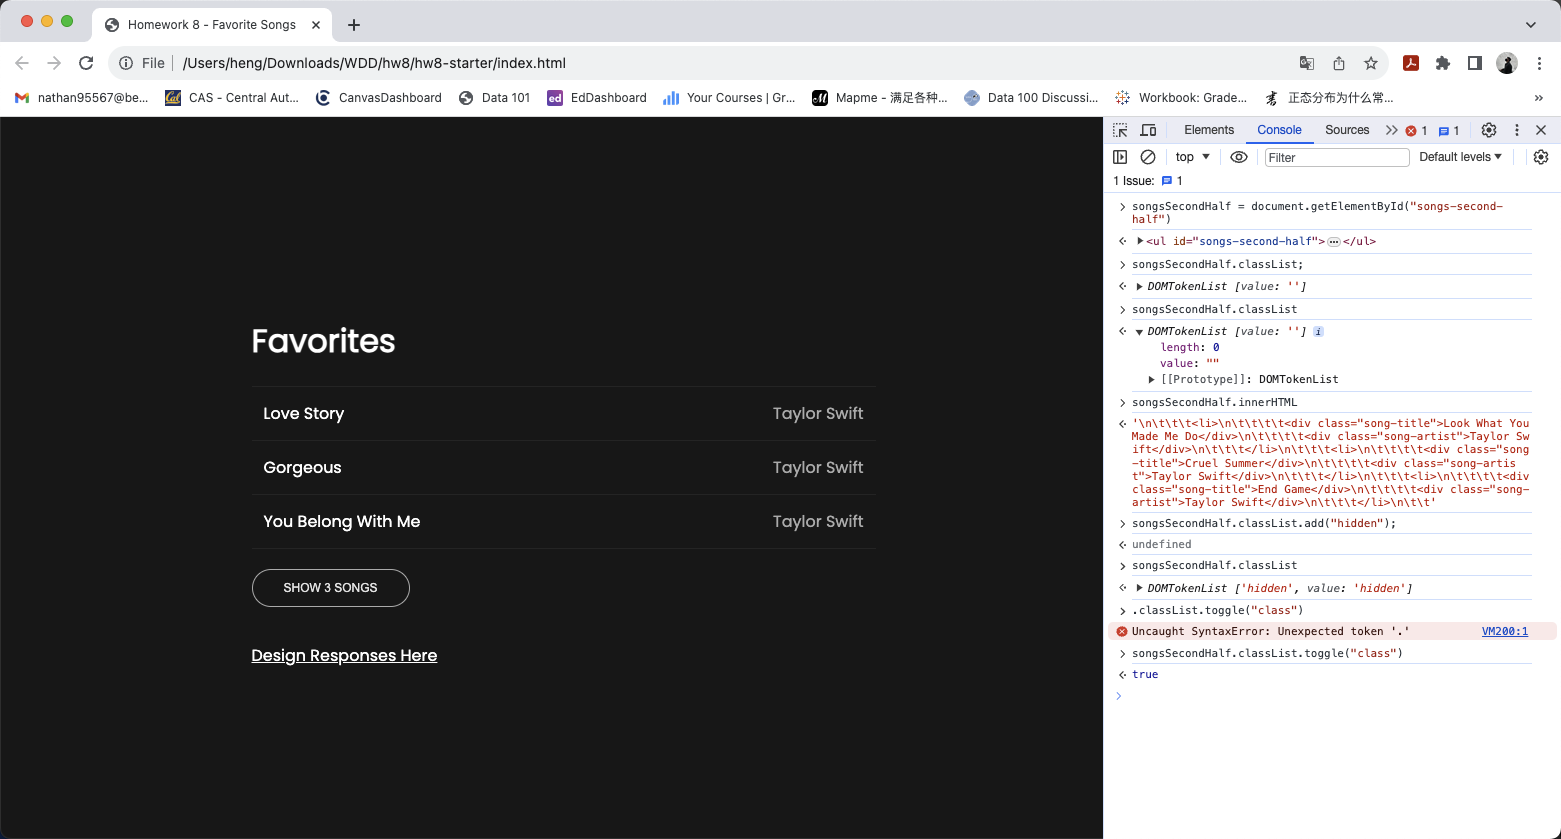 Homework 8 - Favorite Songs
File /Users/heng/Downloads/WDD/hw8/hw8-starter/index.html
nathan95567@be... CAS - Central Aut... CanvasDashboard Data 101 EdDashboard Your Courses | Gr... Mapme - 满足各种... Data 100 Discussi... Workbook: Grade... 正态分布为什么常... »
Favorites
Love Story Taylor Swift
Gorgeous Taylor Swift
You Belong With Me Taylor Swift
SHOW 3 SONGS
Design Responses Here
Elements Console Sources 1 1
top Filter Default levels
1 Issue: 1
songsSecondHalf = document.getElementById("songs-second-
half")
<ul id="songs-second-half">…</ul>
songsSecondHalf.classList;
DOMTokenList [value: '']
songsSecondHalf.classList
DOMTokenList [value: ''] i
length: 0
value: ""
[[Prototype]]: DOMTokenList
songsSecondHalf.innerHTML
'\n\t\t\t<li>\n\t\t\t\t<div class="song-title">Look What You
Made Me Do</div>\n\t\t\t\t<div class="song-artist">Taylor Sw
ift</div>\n\t\t\t</li>\n\t\t\t<li>\n\t\t\t\t<div class="song
-title">Cruel Summer</div>\n\t\t\t\t<div class="song-artis
t">Taylor Swift</div>\n\t\t\t</li>\n\t\t\t<li>\n\t\t\t\t<div
class="song-title">End Game</div>\n\t\t\t\t<div class="song-
artist">Taylor Swift</div>\n\t\t\t</li>\n\t\t'
songsSecondHalf.classList.add("hidden");
undefined
songsSecondHalf.classList
DOMTokenList ['hidden', value: 'hidden']
.classList.toggle("class")
Uncaught SyntaxError: Unexpected token '.' VM200:1
songsSecondHalf.classList.toggle("class")
true